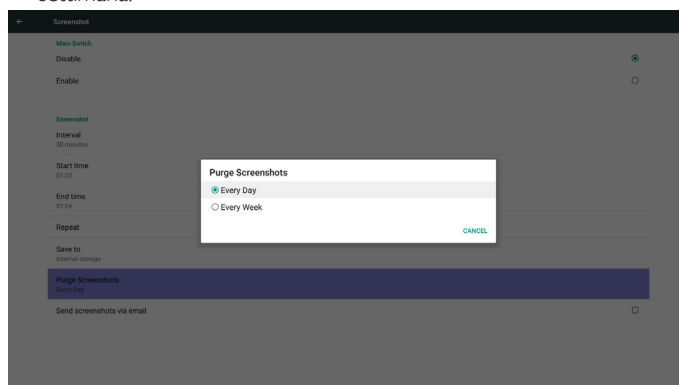 Screenshot
Main Switch
Disable
Enable
Screenshot
Interval
30 minutes
Start time
01:23
End time
01:24
Repeat
Save to
Internal storage
Purge Screenshots
Every Day
Send screenshots via email
Purge Screenshots
Every Day
Every Week
CANCEL